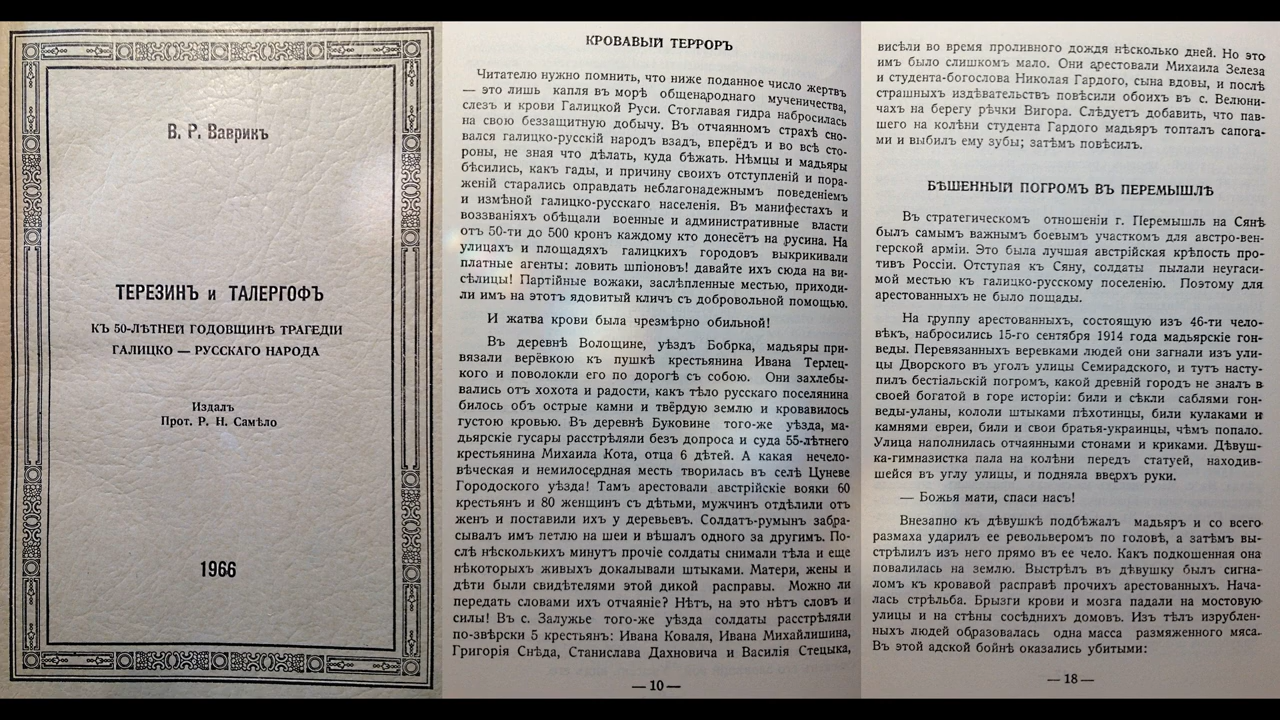 В. Р. Ваврикъ
ТЕРЕЗИНЪ и ТАЛЕРГОФЪ
КЪ 50-ЛѢТНЕЙ ГОДОВЩИНѢ ТРАГЕДІИ
ГАЛИЦКО — РУССКАГО НАРОДА
Издалъ
Прот. Р. Н. Самѣло
1966
КРОВАВЫЙ ТЕРРОРЪ
Читателю нужно помнить, что ниже поданное число жертвъ
— это лишь капля въ морѣ общенароднаго мученичества,
слезъ и крови Галицкой Руси. Стоглавая гидра набросилась
на свою беззащитную добычу. Въ отчаянном страхѣ сно-
вался галицко-русскій народъ взадъ, вперёдъ и во всѣ сто-
роны, не зная что дѣлать, куда бѣжать. Нѣмцы и мадьяры
бѣсились, какъ гады, и причину своихъ отступлений и пора-
женій старались оправдать неблагонадежнымъ поведеніемъ
и измѣной галицко-русскаго населенія. Въ манифестахъ и
воззваніяхъ обѣщали военные и административные власти
отъ 50-ти до 500 кронъ каждому кто донесётъ на русина. На
улицахъ и площадяхъ галицкихъ городовъ выкрикивали
платные агенты: ловить шпіоновъ! давайте ихъ сюда на ви-
сѣлицы! Партійные вожаки, заслѣпленные местью, приходи-
ли имъ на этотъ ядовитый кличъ съ добровольной помощью.
И жатва крови была чрезмѣрно обильной!
Въ деревнѣ Волощине, уѣздъ Бобрка, мадьяры при-
вязали верёвкою къ пушкѣ крестьянина Ивана Терлец-
кого и поволокли его по дорогѣ съ собою. Они захлебы-
вались отъ хохота и радости, какъ тѣло русскаго поселянина
билось объ острые камни и твёрдую землю и кровавилось
густою кровью. Въ деревнѣ Буковине того-же уѣзда, ма-
дьярскіе гусары расстрѣляли безъ допроса и суда 55-лѣтнего
крестьянина Михаила Кота, отца 6 дѣтей. А какая нечело-
вѣческая и немилосердная месть творилась въ селѣ Цуневе
Городоского уѣзда! Тамъ арестовали австрійскіе вояки 60
крестьянъ и 80 женщинъ съ дѣтьми, мужчинъ отдѣлили отъ
женъ и поставили ихъ у деревьевъ. Солдатъ-румынъ забра-
сывалъ имъ петлю на шеи и вѣшалъ одного за другимъ. По-
слѣ нѣсколькихъ минутъ прочіе солдаты снимали тѣла и еще
нѣкоторыхъ живыхъ докалывали штыками. Матери, жены и
дѣти были свидѣтелями этой дикой расправы. Можно ли
передать словами ихъ отчаяніе? Нѣтъ, на это нѣтъ словъ и
силы! Въ с. Залужье того-же уѣзда солдаты расстрѣляли
по-звѣрски 5 крестьянъ: Ивана Коваля, Ивана Михайлишина,
Григорія Снѣда, Станислава Дахновича и Василія Стецыка,
— 10 —
висѣли во время проливного дождя нѣсколько дней. Но это
имъ было слишкомъ мало. Они арестовали Михаила Зелеза
и студента-богослова Николая Гардого, сына вдовы, и послѣ
страшныхъ издѣвательствъ повѣсили обоихъ въ с. Велюни-
чахъ на берегу рѣчки Вигора. Слѣдуетъ добавить, что пав-
шего на колѣни студента Гардого мадьяръ топталъ сапога-
ми и выбилъ ему зубы; затѣмъ повѣсилъ.
БѢШЕННЫЙ ПОГРОМЪ ВЪ ПЕРЕМЫШЛѢ
Въ стратегическомъ отношеніи г. Перемышль на Сянѣ
былъ самымъ важнымъ боевымъ участкомъ для австро-вен-
герской арміи. Это была лучшая австрійская крѣпость про-
тивъ Россіи. Отступая къ Сяну, солдаты пылали неугаси-
мой местью къ галицко-русскому поселению. Поэтому для
арестованныхъ не было пощады.
На группу арестованныхъ, состоящую изъ 46-ти чело-
вѣкъ, набросились 15-го сентября 1914 года мадьярскіе гон-
веды. Перевязанныхъ веревками людей они загнали изъ ули-
цы Дворского въ уголъ улицы Семирадского, и тутъ насту-
пилъ бестіальскій погромъ, какой древній городъ не зналъ въ
своей богатой в горе історіи: били и сѣкли саблями гон-
веды-уланы, кололи штыками пѣхотинцы, били кулаками и
камнями евреи, били и свои братья-украинцы, чѣмъ попало.
Улица наполнилась отчаянными стонами и криками. Дѣвуш-
ка-гимназистка пала на колѣни передъ статуей, находив-
шейся въ углу улицы, и подняла вверхъ руки.
— Божья мати, спаси насъ!
Внезапно къ дѣвушкѣ подбѣжалъ мадьяръ и со всего
размаха ударилъ ее револьверомъ по головѣ, а затѣмъ вы-
стрѣлилъ изъ него прямо въ ее чело. Какъ подкошенная она
повалилась на землю. Выстрѣлъ въ дѣвушку былъ сигна-
ломъ къ кровавой расправѣ прочихъ арестованныхъ. Нача-
лась стрѣльба. Брызги крови и мозга падали на мостовую
улицы и на стѣны сосѣднихъ домовъ. Изъ тѣлъ изрублен-
ныхъ людей образовалась одна масса размяженного мяса.
Въ этой адской бойнѣ оказались убитыми:
— 18 —